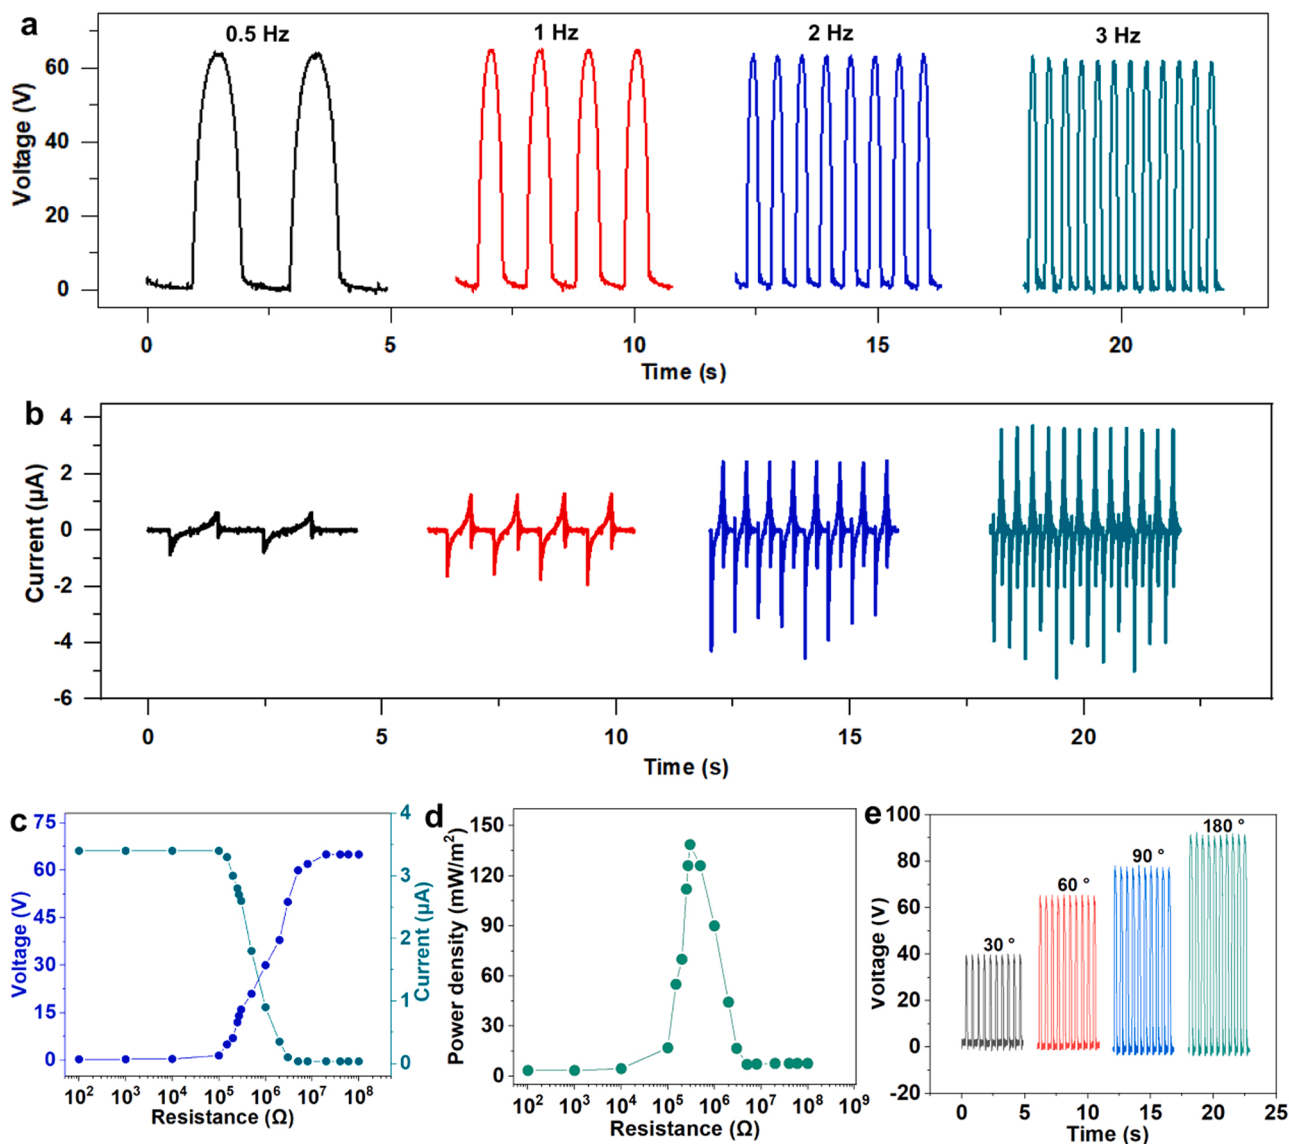 a
0.5 Hz 1 Hz 2 Hz 3 Hz
Voltage (V)
60
40
20
0
0 5 10 15 20
Time (s)
b
Current (µA)
4
2
0
-2
-4
-6
0 5 10 15 20
Time (s)
c
Voltage (V)
75
60
45
30
15
0
Current (µA)
4
3
2
1
0
10² 10³ 10⁴ 10⁵ 10⁶ 10⁷ 10⁸
Resistance (Ω)
d
Power density (mW/m²)
150
120
90
60
30
0
10² 10³ 10⁴ 10⁵ 10⁶ 10⁷ 10⁸ 10⁹
Resistance (Ω)
e
Voltage (V)
100
80
60
40
20
0
-20
30 °
60 °
90 °
180 °
0 5 10 15 20 25
Time (s)